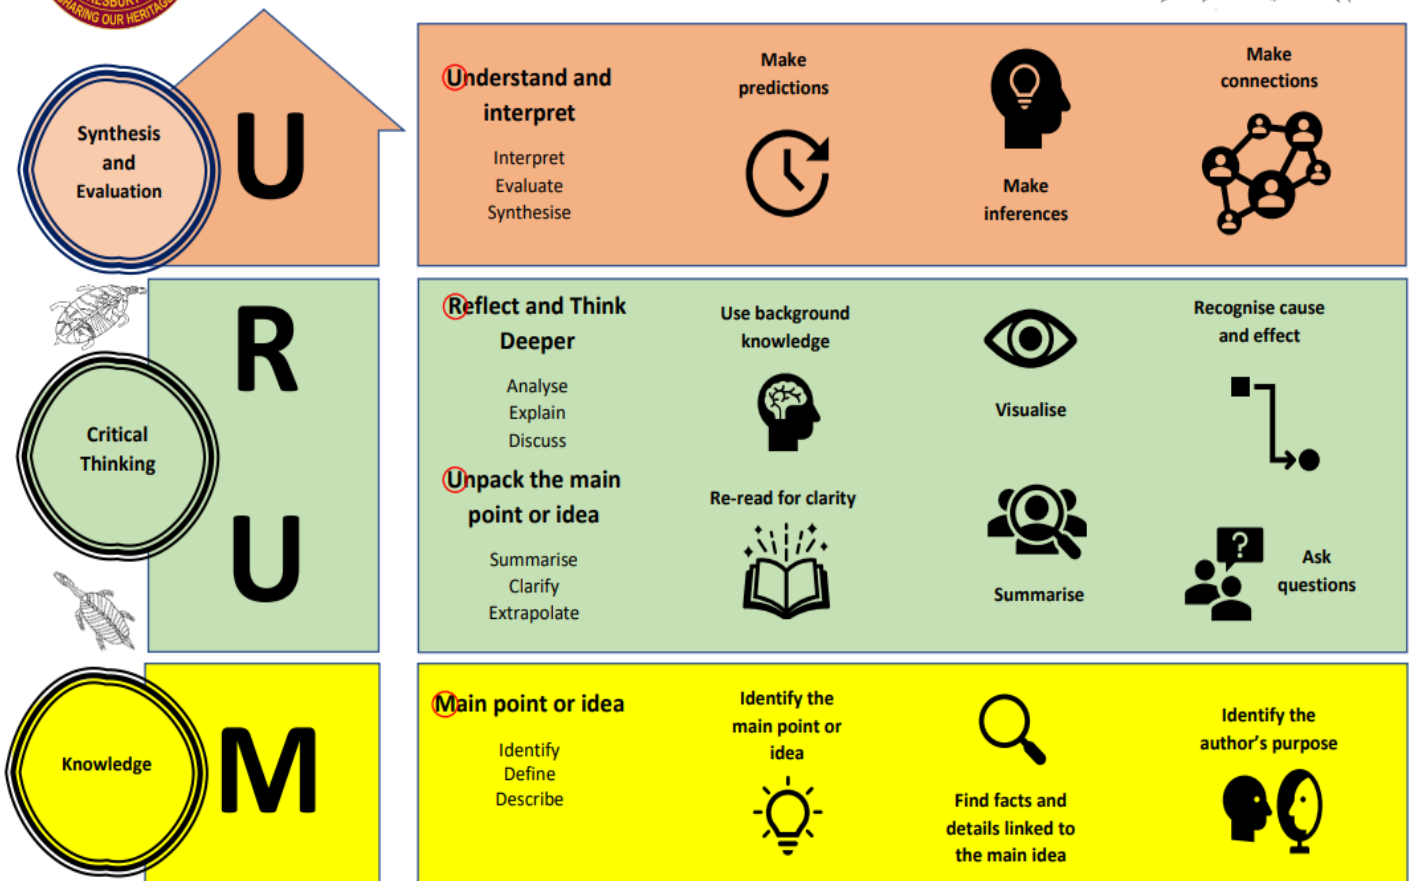 SHARING OUR HERITAGE
Synthesis
and
Evaluation
U
Understand and
interpret
Interpret
Evaluate
Synthesise
Make
predictions
Make
inferences
Make
connections
R
Reflect and Think
Deeper
Analyse
Explain
Discuss
Use background
knowledge
Visualise
Recognise cause
and effect
Critical
Thinking
U
Unpack the main
point or idea
Summarise
Clarify
Extrapolate
Re-read for clarity
Summarise
?
Ask
questions
Knowledge
M
Main point or idea
Identify
Define
Describe
Identify the
main point or
idea
Find facts and
details linked to
the main idea
Identify the
author's purpose